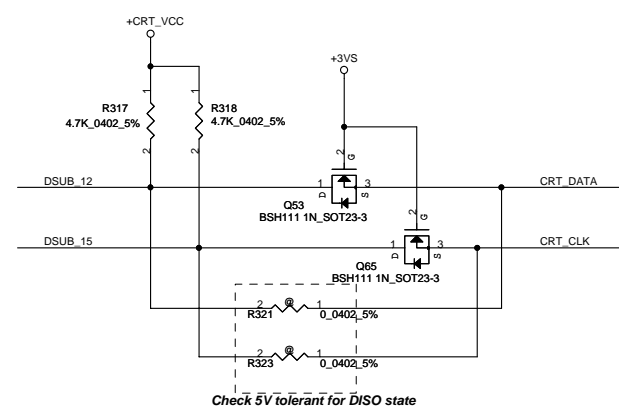 +CRT_VCC
+3VS
1
1
R317
4.7K_0402_5%
R318
4.7K_0402_5%
2
2
2
G
DSUB_12
1
3
CRT_DATA
D
S
Q53
BSH111 1N_SOT23-3
2
G
DSUB_15
1
3
CRT_CLK
D
S
Q65
BSH111 1N_SOT23-3
2
@
1
R321
0_0402_5%
2
@
1
R323
0_0402_5%
Check 5V tolerant for DISO state